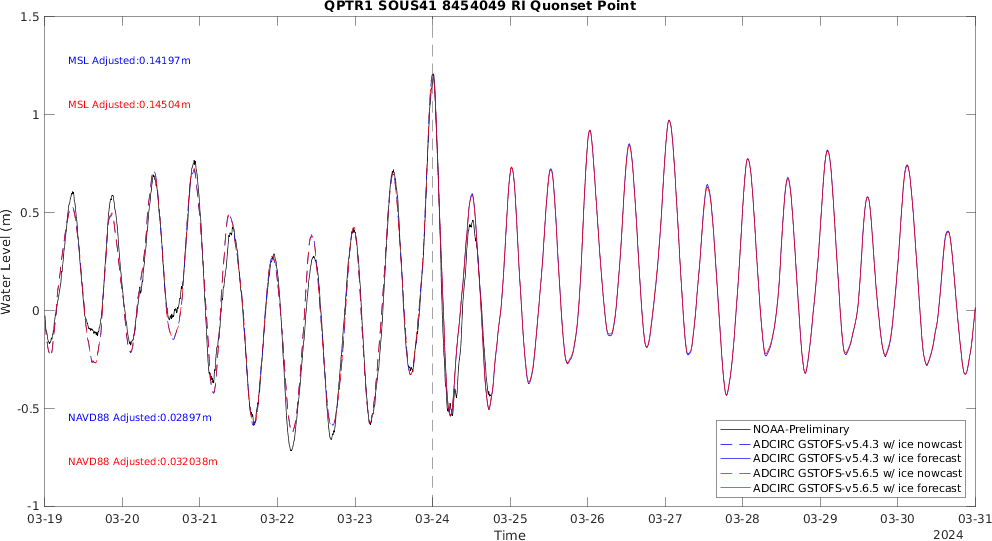 QPTR1 SOUS41 8454049 RI Quonset Point
1.5
MSL Adjusted:0.14197m
MSL Adjusted:0.14504m
1
0.5
Water Level (m)
0
-0.5
NAVD88 Adjusted:0.02897m
NAVD88 Adjusted:0.032038m
NOAA-Preliminary
ADCIRC GSTOFS-v5.4.3 w/ ice nowcast
ADCIRC GSTOFS-v5.4.3 w/ ice forecast
ADCIRC GSTOFS-v5.6.5 w/ ice nowcast
ADCIRC GSTOFS-v5.6.5 w/ ice forecast
-1
03-19 03-20 03-21 03-22 03-23 03-24 03-25 03-26 03-27 03-28 03-29 03-30 03-31
Time
2024